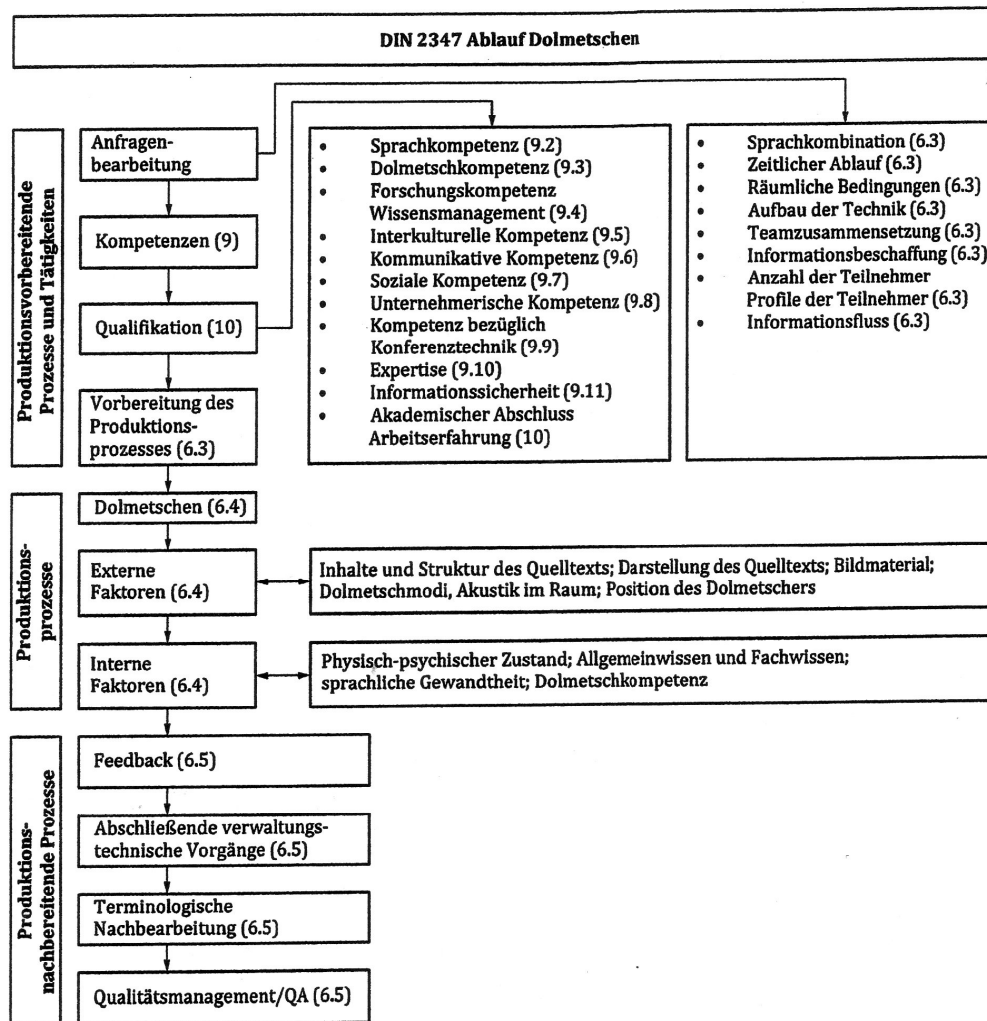 DIN 2347 Ablauf Dolmetschen
Produktionsvorbereitende
Prozesse und Tätigkeiten
Anfragen-
bearbeitung
Kompetenzen (9)
Qualifikation (10)
Vorbereitung des
Produktions-
prozesses (6.3)
• Sprachkompetenz (9.2)
• Dolmetschkompetenz (9.3)
• Forschungskompetenz
Wissensmanagement (9.4)
• Interkulturelle Kompetenz (9.5)
• Kommunikative Kompetenz (9.6)
• Soziale Kompetenz (9.7)
• Unternehmerische Kompetenz (9.8)
• Kompetenz bezüglich
Konferenztechnik (9.9)
• Expertise (9.10)
• Informationssicherheit (9.11)
• Akademischer Abschluss
Arbeitserfahrung (10)
• Sprachkombination (6.3)
• Zeitlicher Ablauf (6.3)
• Räumliche Bedingungen (6.3)
• Aufbau der Technik (6.3)
• Teamzusammensetzung (6.3)
• Informationsbeschaffung (6.3)
• Anzahl der Teilnehmer
Profile der Teilnehmer (6.3)
• Informationsfluss (6.3)
Produktions-
prozesse
Dolmetschen (6.4)
Externe
Faktoren (6.4)
Inhalte und Struktur des Quelltexts; Darstellung des Quelltexts; Bildmaterial;
Dolmetschmodi, Akustik im Raum; Position des Dolmetschers
Interne
Faktoren (6.4)
Physisch-psychischer Zustand; Allgemeinwissen und Fachwissen;
sprachliche Gewandtheit; Dolmetschkompetenz
Produktions-
nachbereitende Prozesse
Feedback (6.5)
Abschließende verwaltungs-
technische Vorgänge (6.5)
Terminologische
Nachbearbeitung (6.5)
Qualitätsmanagement/QA (6.5)